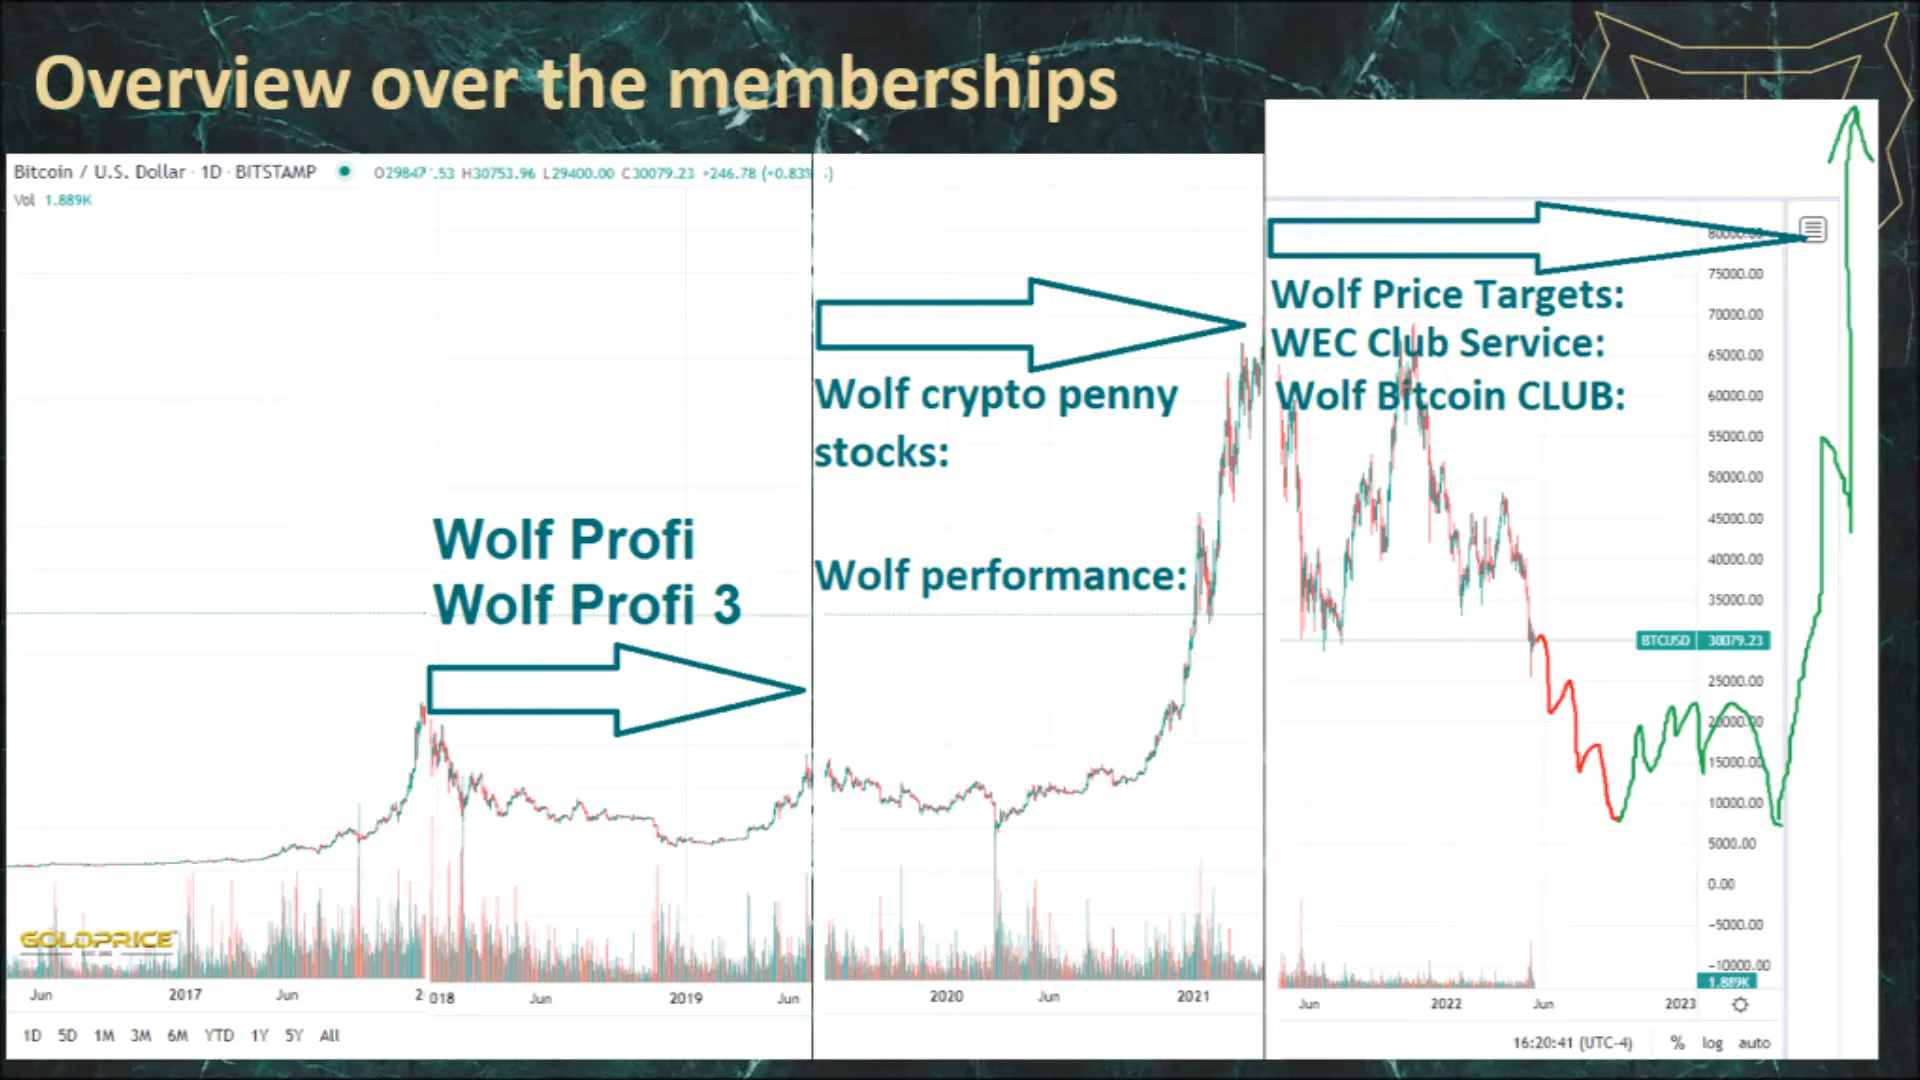 Overview over the memberships
Bitcoin / U.S. Dollar · 1D · BITSTAMP
H30753.96 L29400.00 C30079.23 +246.78
Vol 1.889K
Wolf Profi
Wolf Profi 3
GOLDPRICE
Jun 2017 Jun 2018 Jun 2019 Jun
1D 5D 1M 3M 6M YTD 1Y 5Y All
Wolf crypto penny
stocks:
Wolf performance:
2020 Jun 2021
Wolf Price Targets:
WEC Club Service:
Wolf Bitcoin CLUB:
80000.00
75000.00
70000.00
65000.00
60000.00
55000.00
50000.00
45000.00
40000.00
35000.00
BTCUSD 30079.23
25000.00
20000.00
15000.00
10000.00
5000.00
0.00
-5000.00
-10000.00
1.889K
Jun 2022 Jun 2023
16:20:41 (UTC-4) % log auto